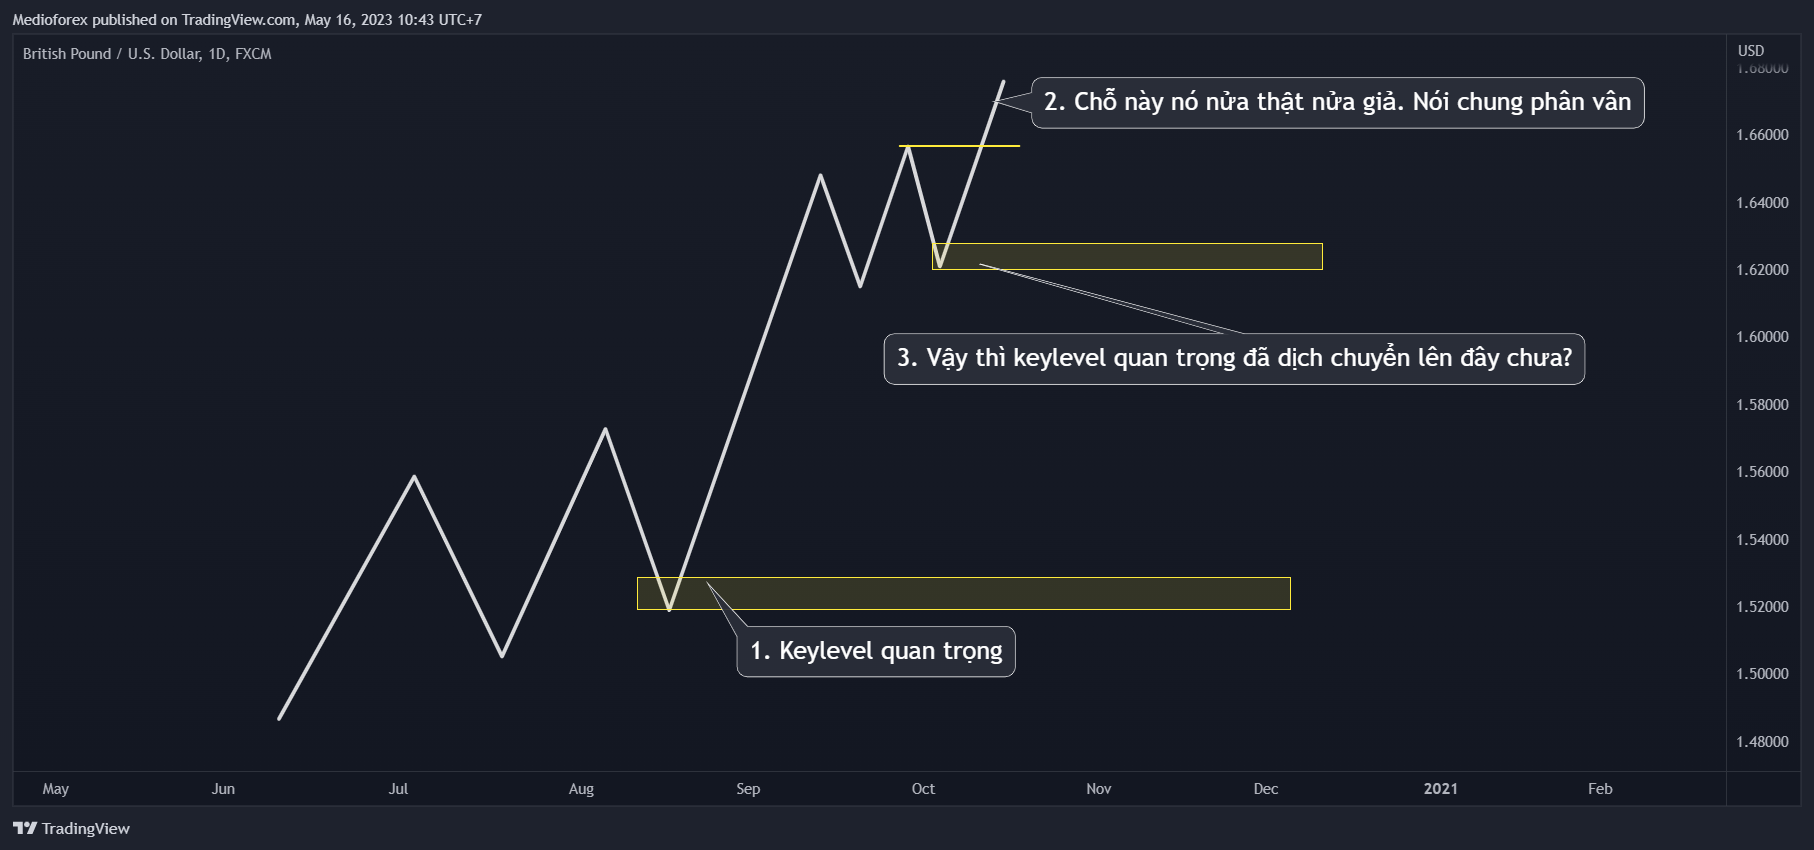 Medioforex published on TradingView.com, May 16, 2023 10:43 UTC+7
British Pound / U.S. Dollar, 1D, FXCM
USD
1.68000
2. Chỗ này nó nửa thật nửa giả. Nói chung phân vân
1.66000
1.64000
1.62000
1.60000
3. Vậy thì keylevel quan trọng đã dịch chuyển lên đây chưa?
1.58000
1.56000
1.54000
1.52000
1. Keylevel quan trọng
1.50000
1.48000
May Jun Jul Aug Sep Oct Nov Dec 2021 Feb
TradingView